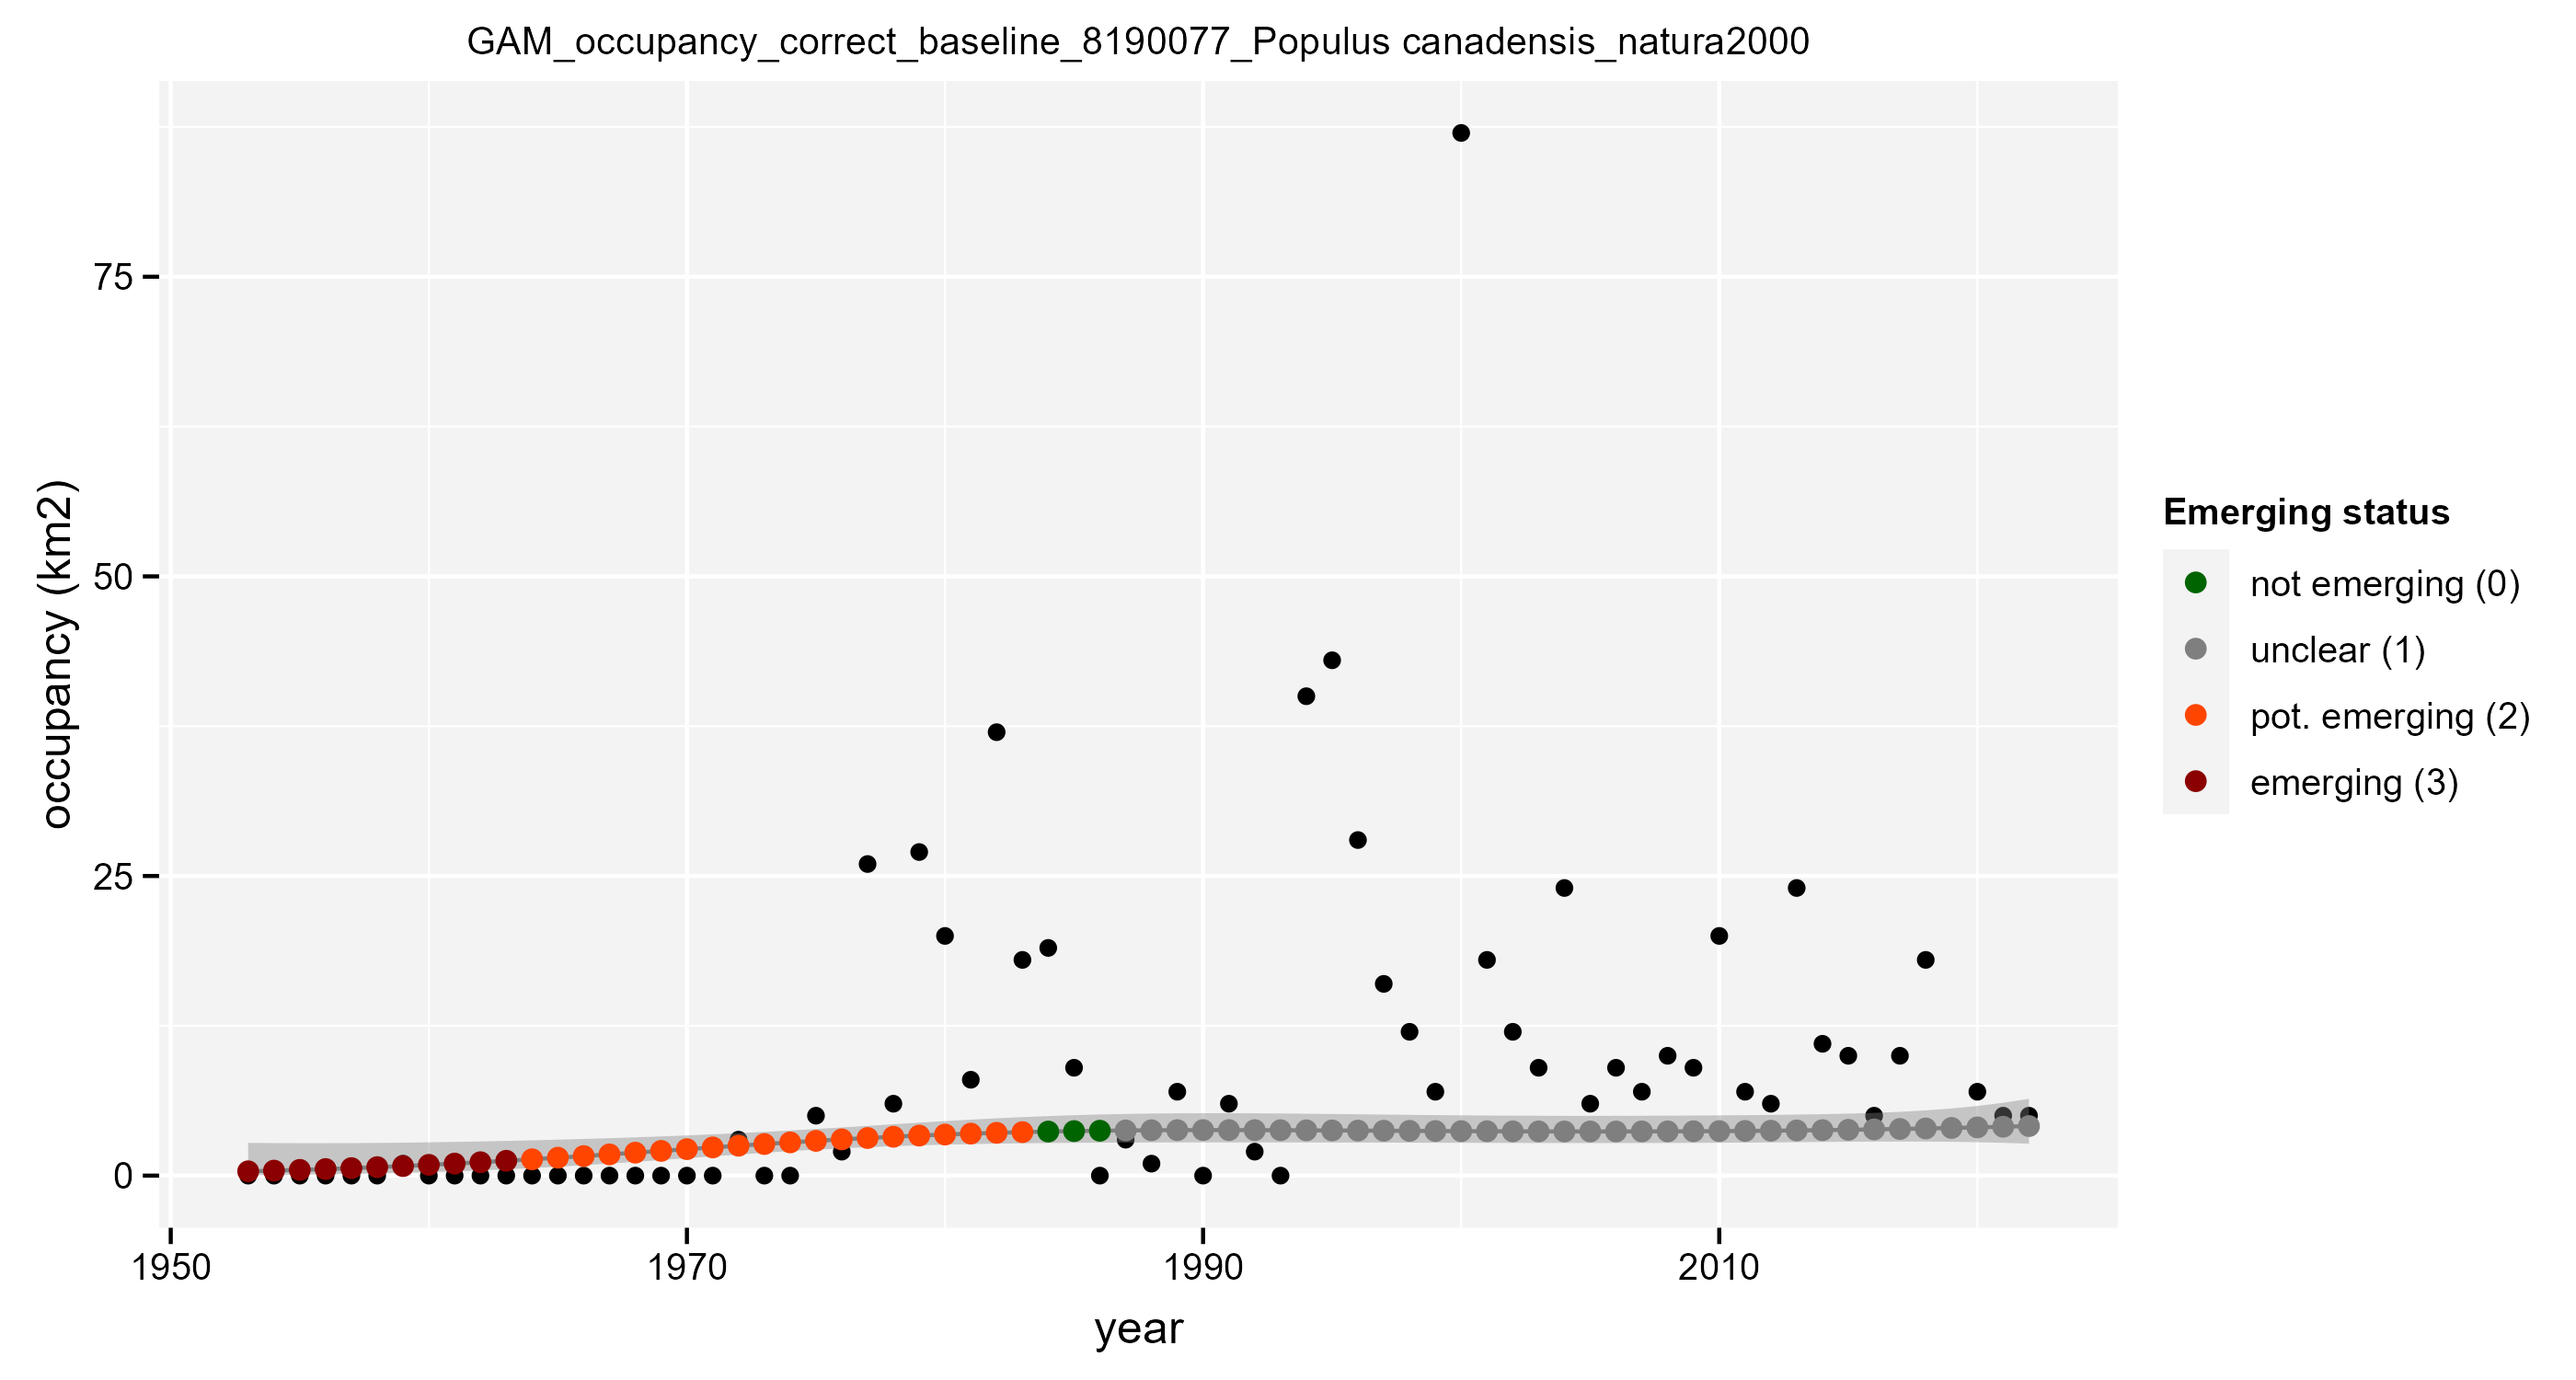 GAM_occupancy_correct_baseline_8190077_Populus canadensis_natura2000
75
50
25
0
occupancy (km2)
1950
1970
1990
2010
year
Emerging status
not emerging (0)
unclear (1)
pot. emerging (2)
emerging (3)